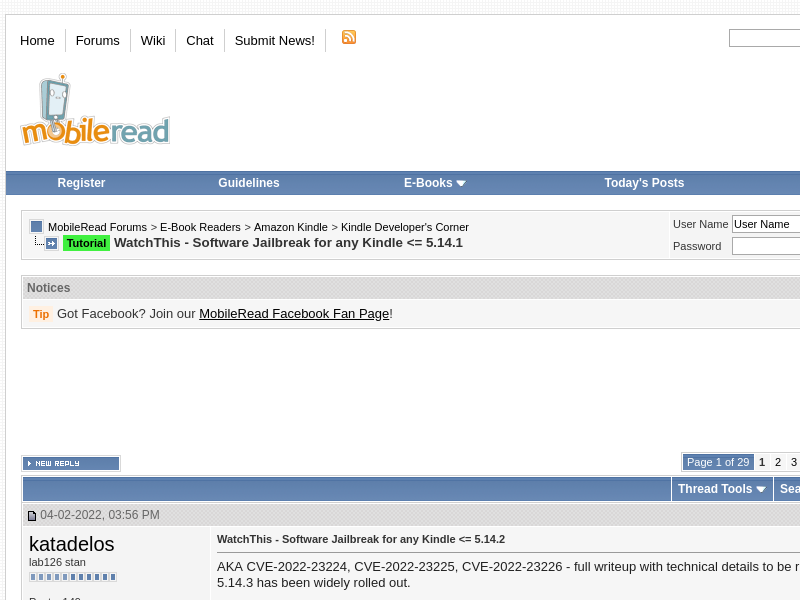 Home Forums Wiki Chat Submit News!
mobileread
Register Guidelines E-Books Today's Posts
MobileRead Forums > E-Book Readers > Amazon Kindle > Kindle Developer's Corner
Tutorial WatchThis - Software Jailbreak for any Kindle <= 5.14.1
User Name User Name
Password
Notices
Tip Got Facebook? Join our MobileRead Facebook Fan Page!
NEW REPLY
Page 1 of 29 1 2 3
Thread Tools Sea
04-02-2022, 03:56 PM
katadelos
lab126 stan
WatchThis - Software Jailbreak for any Kindle <= 5.14.2
AKA CVE-2022-23224, CVE-2022-23225, CVE-2022-23226 - full writeup with technical details to be r
5.14.3 has been widely rolled out.